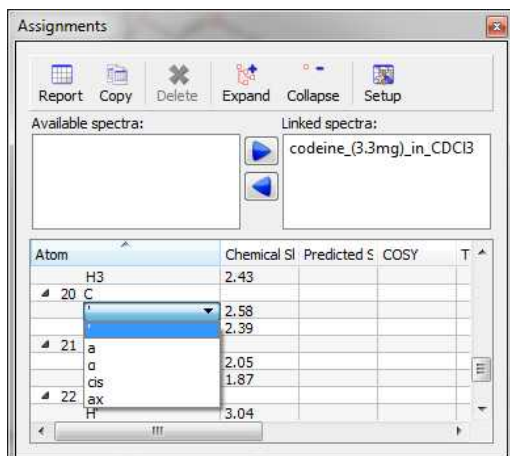 Assignments
Report Copy Delete Expand Collapse Setup
Available spectra: Linked spectra:
codeine_(3.3mg)_in_CDCl3
Atom Chemical Sl Predicted S COSY T
H3 2.43
20 C
' 2.58
' 2.39
21 a
α 2.05
cis 1.87
22 ax
H' 3.04